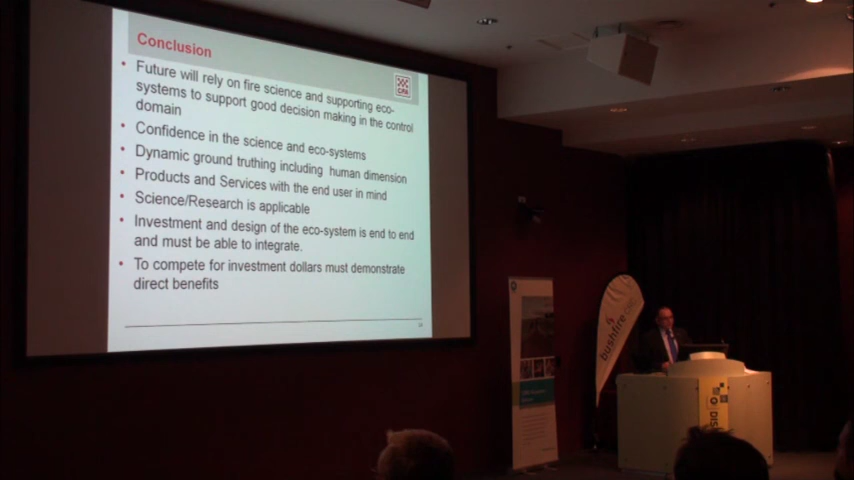 Conclusion
CFA
• Future will rely on fire science and supporting eco-
systems to support good decision making in the control
domain
• Confidence in the science and eco-systems
• Dynamic ground truthing including human dimension
• Products and Services with the end user in mind
• Science/Research is applicable
• Investment and design of the eco-system is end to end
and must be able to integrate.
• To compete for investment dollars must demonstrate
direct benefits
bushfire CRC